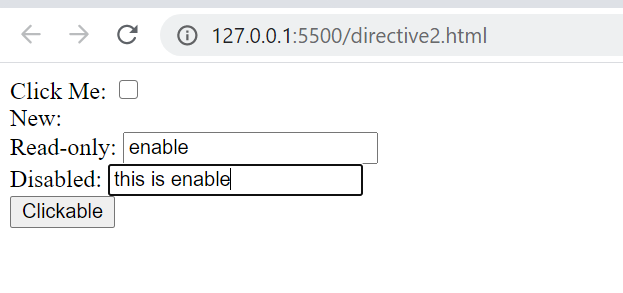 127.0.0.1:5500/directive2.html
Click Me:
New:
Read-only: enable
Disabled: this is enable
Clickable